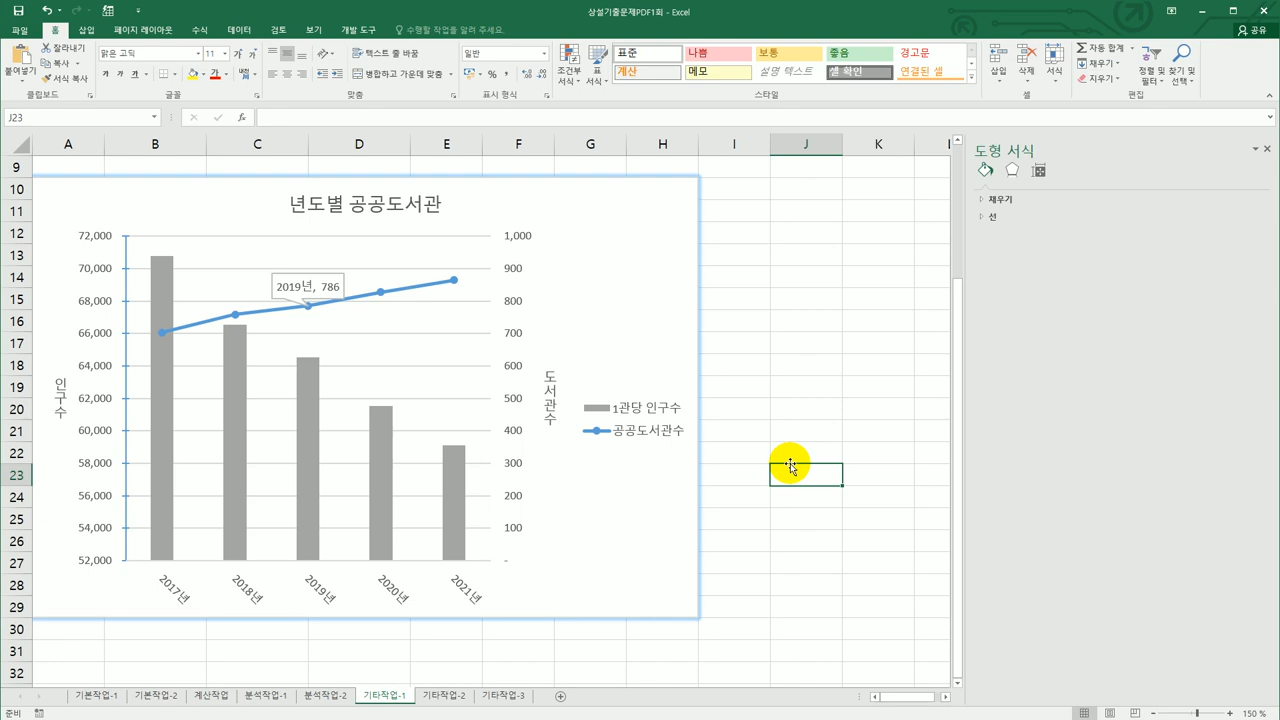 상설기출문제PDF1회 - Excel
파일 홈 삽입 페이지 레이아웃 수식 데이터 검토 보기 개발 도구 수행할 작업을 알려 주세요. 공유
붙여넣기
잘라내기
복사
서식 복사
클립보드
맑은 고딕 11
가 가 가
글꼴
텍스트 줄 바꿈
병합하고 가운데 맞춤
맞춤
일반
표시 형식
조건부 서식
표 서식
표준 나쁨 보통 좋음 경고문
계산 메모 설명 텍스트 셀 확인 연결된 셀
스타일
삽입 삭제 서식
셀
자동 합계
채우기
지우기
정렬 및 필터
찾기 및 선택
편집
J23 fx
A B C D E F G H I J K
도형 서식
채우기
선
9
10
11
12
13
14
15
16
17
18
19
20
21
22
23
24
25
26
27
28
29
30
31
32
년도별 공공도서관
72,000 1,000
70,000 900
2019년, 786
68,000 800
66,000 700
64,000 600
62,000 500
60,000 400
58,000 300
56,000 200
54,000 100
52,000 -
인구수
도서관수
1관당 인구수
공공도서관수
2017년 2018년 2019년 2020년 2021년
기본작업-1 기본작업-2 계산작업 분석작업-1 분석작업-2 기타작업-1 기타작업-2 기타작업-3
준비 150 %